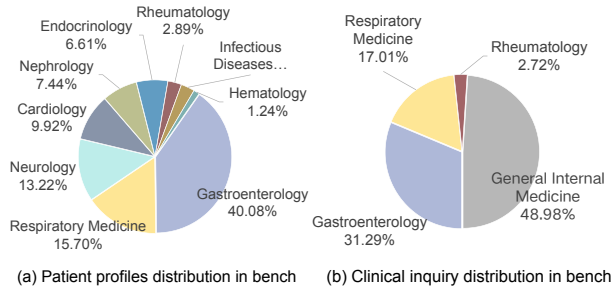 Rheumatology
2.89%
Endocrinology
6.61%
Infectious
Diseases…
Nephrology
7.44%
Hematology
1.24%
Cardiology
9.92%
Neurology
13.22%
Gastroenterology
40.08%
Respiratory Medicine
15.70%
(a) Patient profiles distribution in bench
Respiratory
Medicine
17.01%
Rheumatology
2.72%
General Internal
Medicine
48.98%
Gastroenterology
31.29%
(b) Clinical inquiry distribution in bench